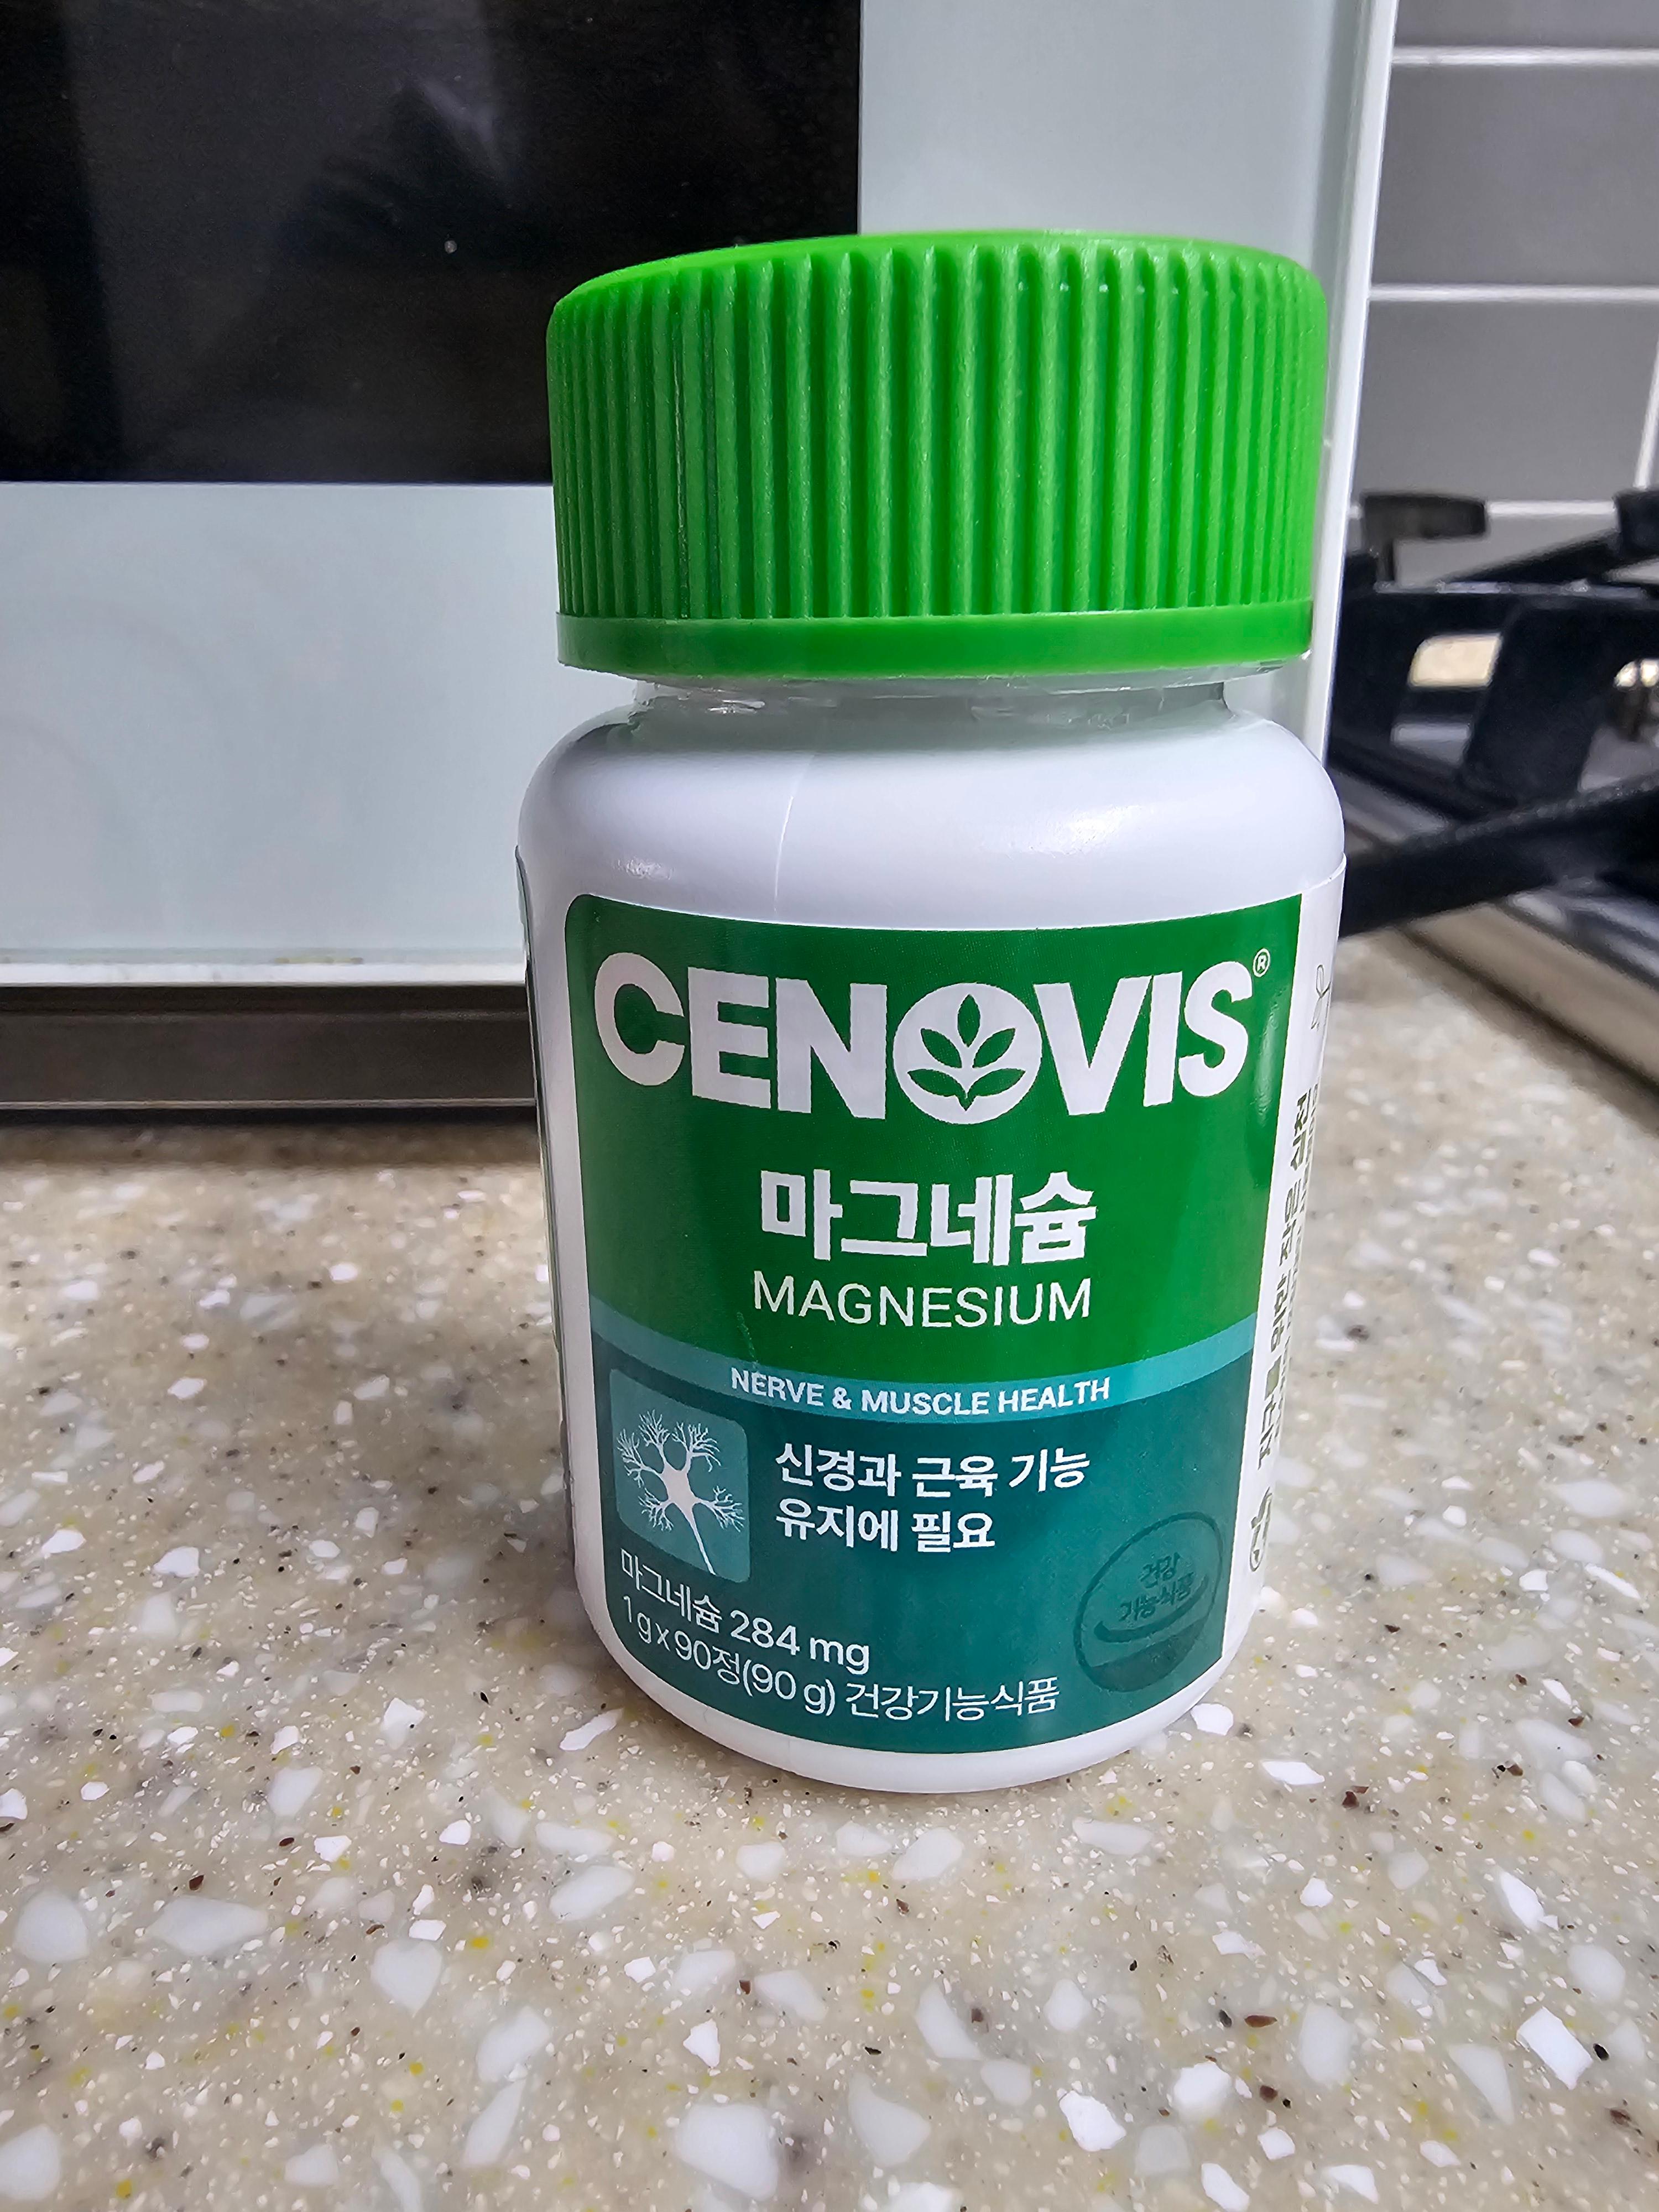 CENOVIS®
마그네슘
MAGNESIUM
NERVE & MUSCLE HEALTH
신경과 근육 기능
유지에 필요
마그네슘 284 mg
1 g x 90정(90 g) 건강기능식품
건강
기능식품